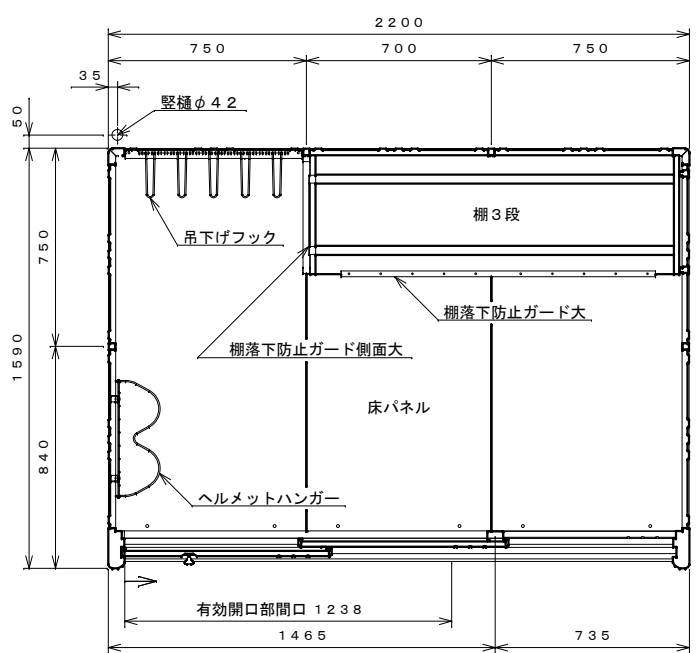 2200
750
700
750
35
50
竪樋φ42
棚3段
吊下げフック
750
棚落下防止ガード大
1590
棚落下防止ガード側面大
床パネル
840
ヘルメットハンガー
有効開口部間口 1238
1465
735